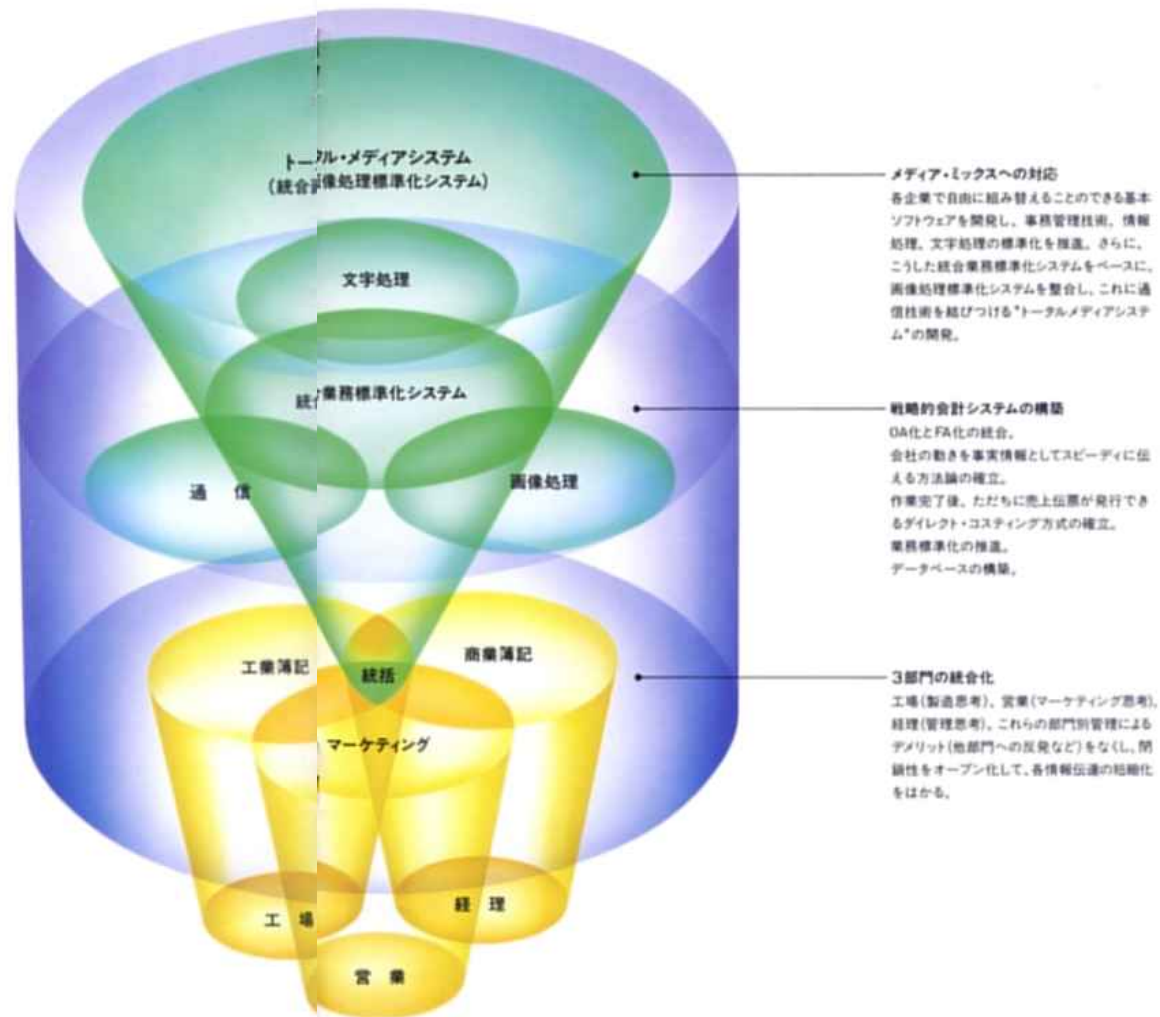 トータル・メディアシステム
(統合画像処理標準化システム)
文字処理
統合業務標準化システム
通 信
画像処理
工業簿記
商業簿記
統括
マーケティング
工 場
経 理
営 業
メディア・ミックスへの対応
各企業で自由に組み替えることのできる基本
ソフトウェアを開発し、事務管理技術、情報
処理、文字処理の標準化を推進。さらに、
こうした統合業務標準化システムをベースに、
画像処理標準化システムを整合し、これに通
信技術を結びつける"トータルメディアシステ
ム"の開発。
戦略的会計システムの構築
OA化とFA化の統合。
会社の動きを事実情報としてスピーディに伝
える方法論の確立。
作業完了後、ただちに売上伝票が発行でき
るダイレクト・コスティング方式の確立。
業務標準化の推進。
データベースの構築。
3部門の統合化
工場(製造思考)、営業(マーケティング思考)、
経理(管理思考)、これらの部門別管理による
デメリット(他部門への反発など)をなくし、閉
鎖性をオープン化して、各情報伝達の短縮化
をはかる。